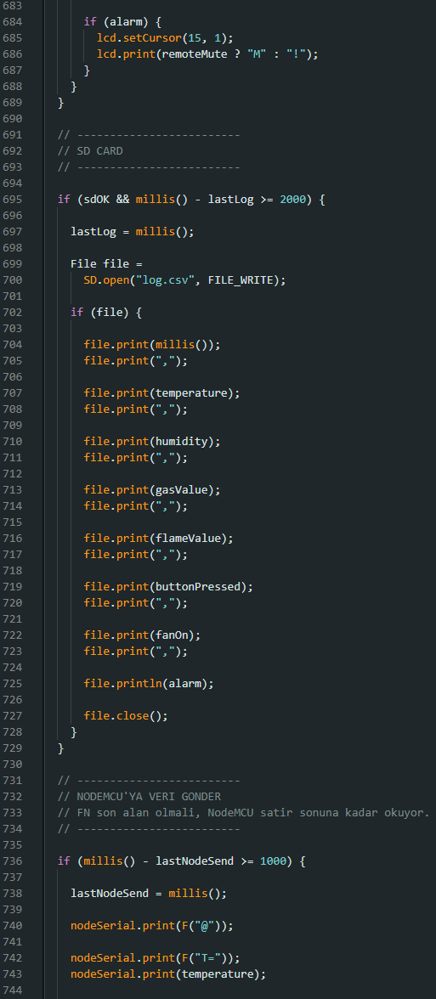 683
684 if (alarm) {
685 lcd.setCursor(15, 1);
686 lcd.print(remoteMute ? "M" : "!");
687 }
688 }
689 }
690
691 // -------------------------
692 // SD CARD
693 // -------------------------
694
695 if (sdOK && millis() - lastLog >= 2000) {
696
697 lastLog = millis();
698
699 File file =
700 SD.open("log.csv", FILE_WRITE);
701
702 if (file) {
703
704 file.print(millis());
705 file.print(",");
706
707 file.print(temperature);
708 file.print(",");
709
710 file.print(humidity);
711 file.print(",");
712
713 file.print(gasValue);
714 file.print(",");
715
716 file.print(flameValue);
717 file.print(",");
718
719 file.print(buttonPressed);
720 file.print(",");
721
722 file.print(fanOn);
723 file.print(",");
724
725 file.println(alarm);
726
727 file.close();
728 }
729 }
730
731 // -------------------------
732 // NODEMCU'YA VERI GONDER
733 // FN son alan olmali, NodeMCU satir sonuna kadar okuyor.
734 // -------------------------
735
736 if (millis() - lastNodeSend >= 1000) {
737
738 lastNodeSend = millis();
739
740 nodeSerial.print(F("@"));
741
742 nodeSerial.print(F("T="));
743 nodeSerial.print(temperature);
744